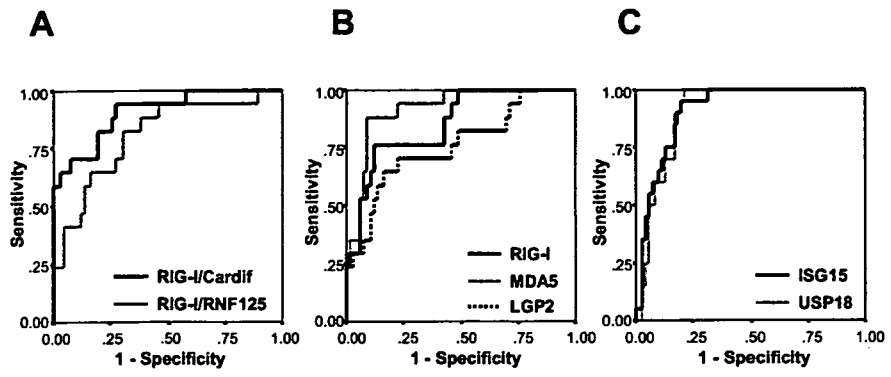 A
B
C
1.00
.75
.50
.25
0.00
Sensitivity
0.00
.25
.50
.75
1.00
1 - Specificity
RIG-I/Cardif
RIG-I/RNF125
1.00
.75
.50
.25
0.00
Sensitivity
0.00
.25
.50
.75
1.00
1 - Specificity
RIG-I
MDA5
LGP2
1.00
.75
.50
.25
0.00
Sensitivity
0.00
.25
.50
.75
1.00
1 - Specificity
ISG15
USP18